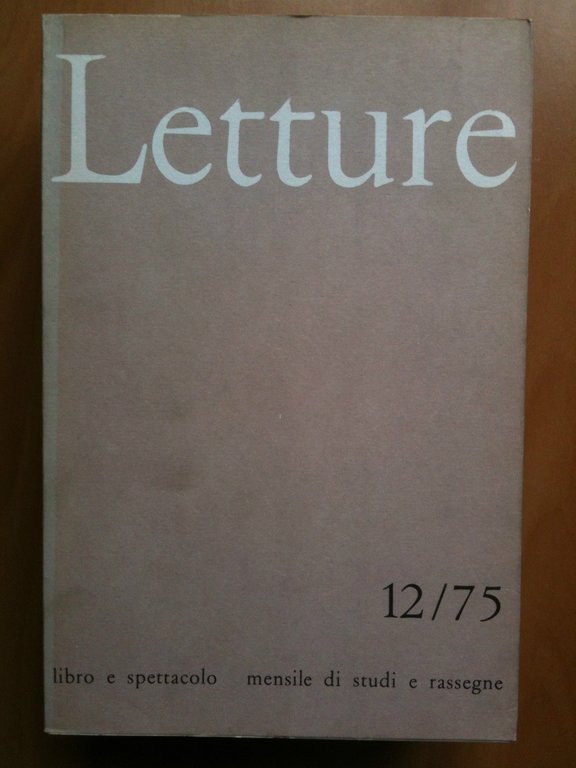 Letture
12/75
libro e spettacolo mensile di studi e rassegne